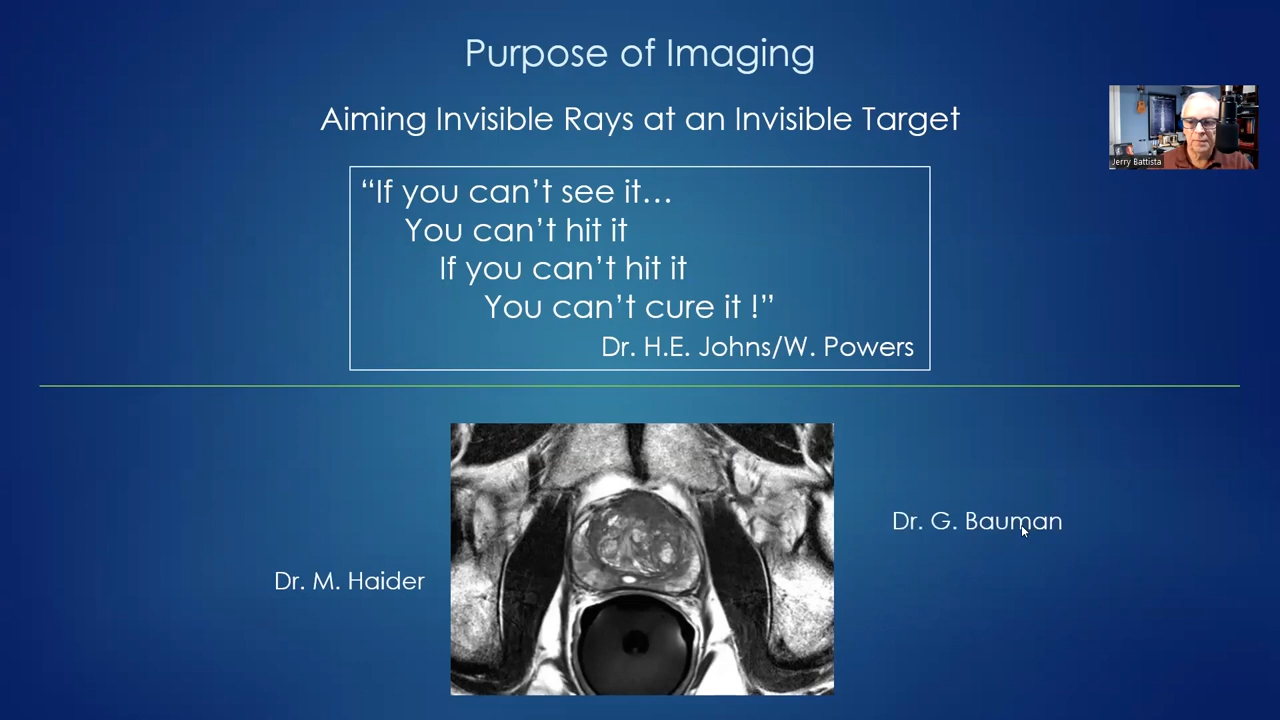 Purpose of Imaging
Aiming Invisible Rays at an Invisible Target
“If you can’t see it…
You can’t hit it
If you can’t hit it
You can’t cure it !”
Dr. H.E. Johns/W. Powers
Jerry Battista
Dr. G. Bauman
Dr. M. Haider